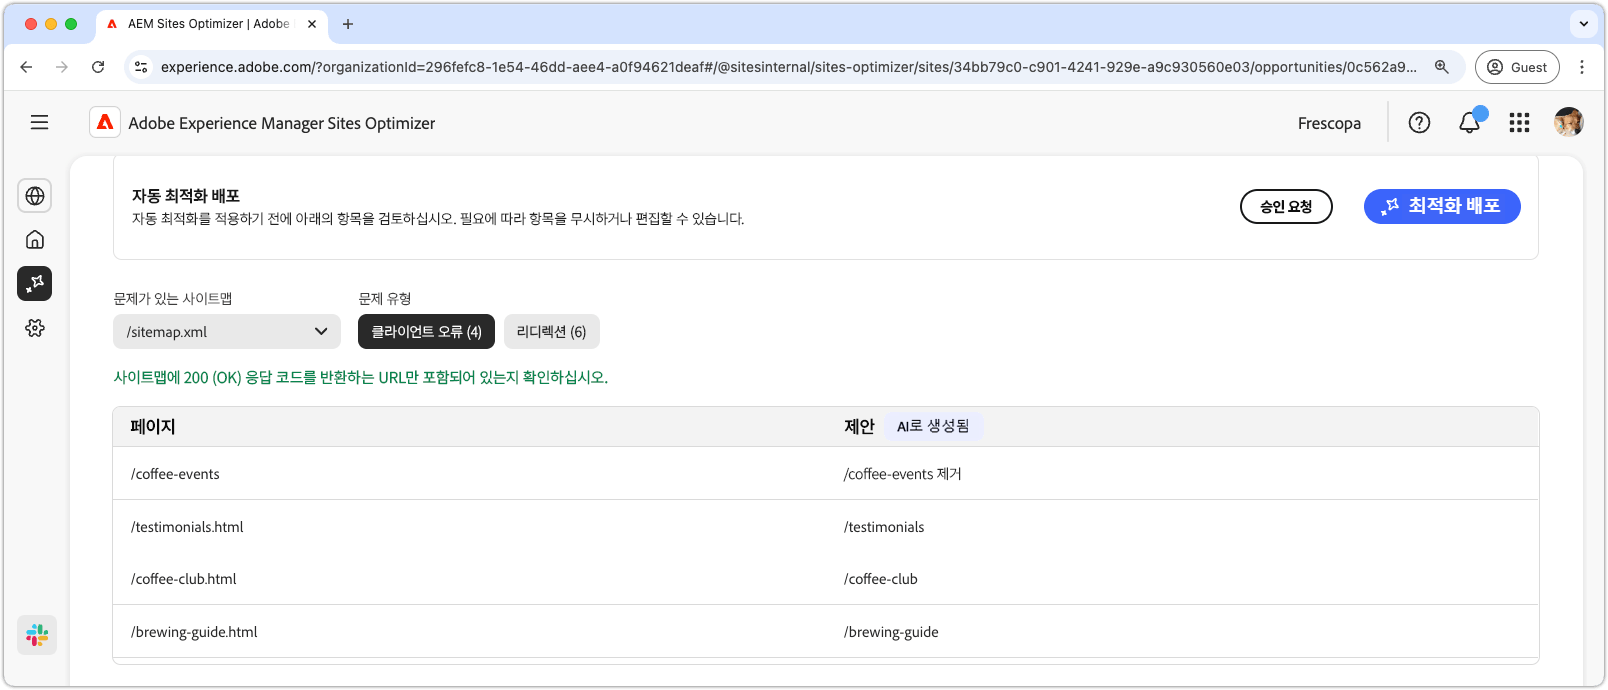 AEM Sites Optimizer | Adobe
experience.adobe.com/?organizationId=296fefc8-1e54-46dd-aee4-a0f94621deaf#/@sitesinternal/sites-optimizer/sites/34bb79c0-c901-4241-929e-a9c930560e03/opportunities/0c562a9...
Guest
Adobe Experience Manager Sites Optimizer
Frescopa
자동 최적화 배포
자동 최적화를 적용하기 전에 아래의 항목을 검토하십시오. 필요에 따라 항목을 무시하거나 편집할 수 있습니다.
승인 요청
최적화 배포
문제가 있는 사이트맵
문제 유형
/sitemap.xml
클라이언트 오류 (4)
리디렉션 (6)
사이트맵에 200 (OK) 응답 코드를 반환하는 URL만 포함되어 있는지 확인하십시오.
페이지
제안 AI로 생성됨
/coffee-events
/coffee-events 제거
/testimonials.html
/testimonials
/coffee-club.html
/coffee-club
/brewing-guide.html
/brewing-guide